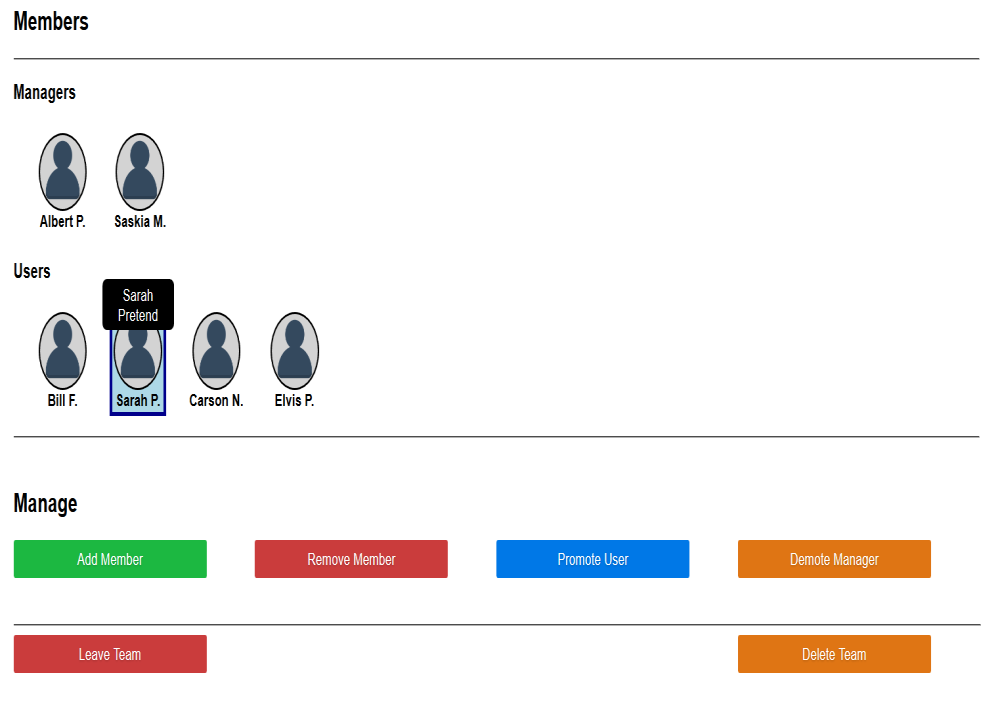 Members
Managers
Albert P.
Saskia M.
Users
Sarah
Pretend
Bill F.
Sarah P.
Carson N.
Elvis P.
Manage
Add Member
Remove Member
Promote User
Demote Manager
Leave Team
Delete Team